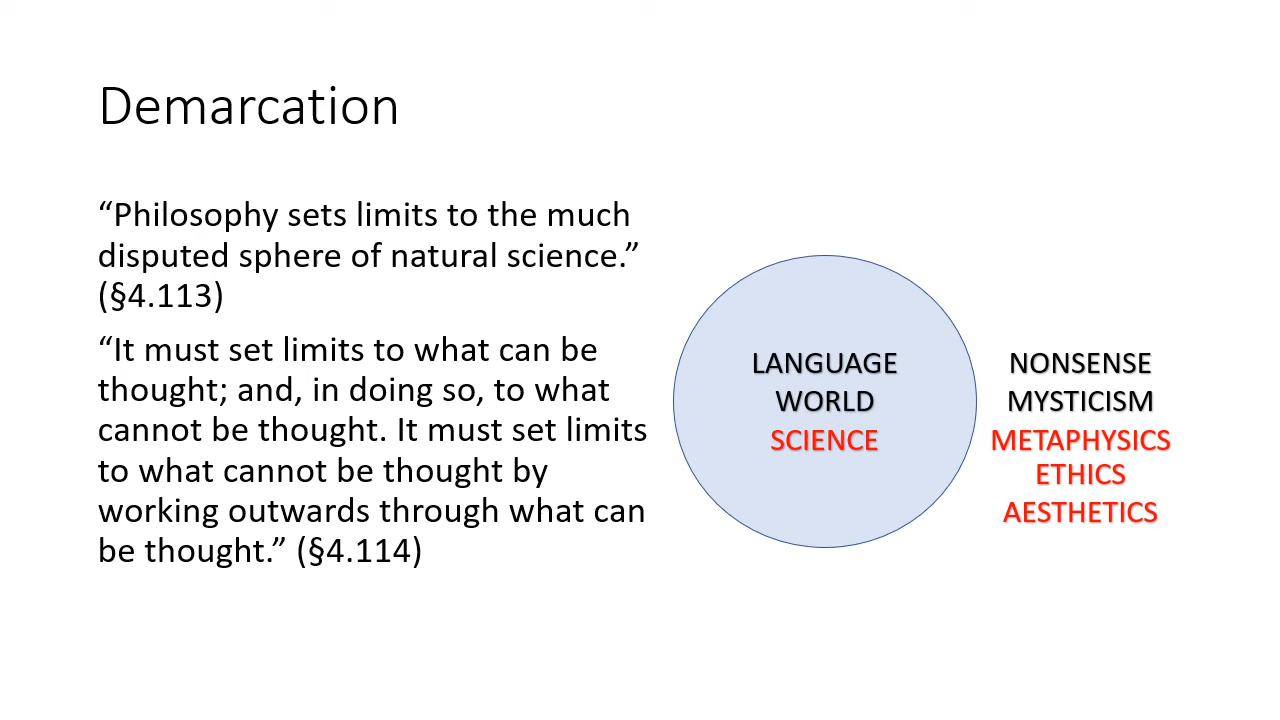 Demarcation
“Philosophy sets limits to the much
disputed sphere of natural science.”
(§4.113)
“It must set limits to what can be
thought; and, in doing so, to what
cannot be thought. It must set limits
to what cannot be thought by
working outwards through what can
be thought.” (§4.114)
LANGUAGE
WORLD
SCIENCE
NONSENSE
MYSTICISM
METAPHYSICS
ETHICS
AESTHETICS